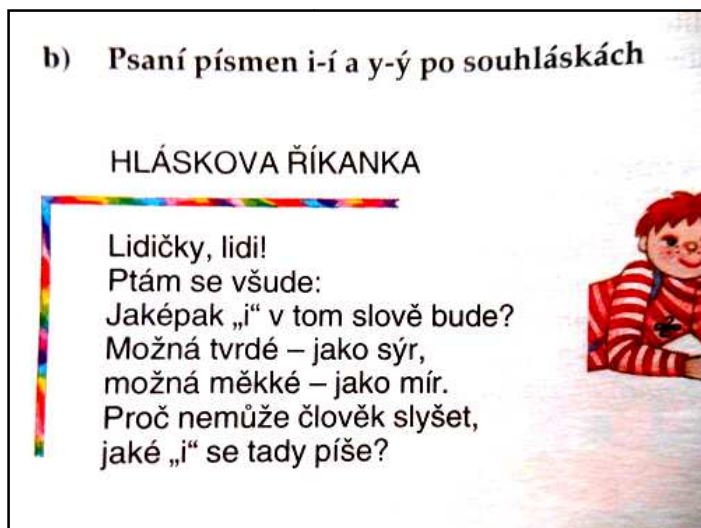 b) Psaní písmen i-í a y-ý po souhláskách
HLÁSKOVA ŘÍKANKA
Lidičky, lidi!
Ptám se všude:
Jaképak „i“ v tom slově bude?
Možná tvrdé – jako sýr,
možná měkké – jako mír.
Proč nemůže člověk slyšet,
jaké „i“ se tady píše?